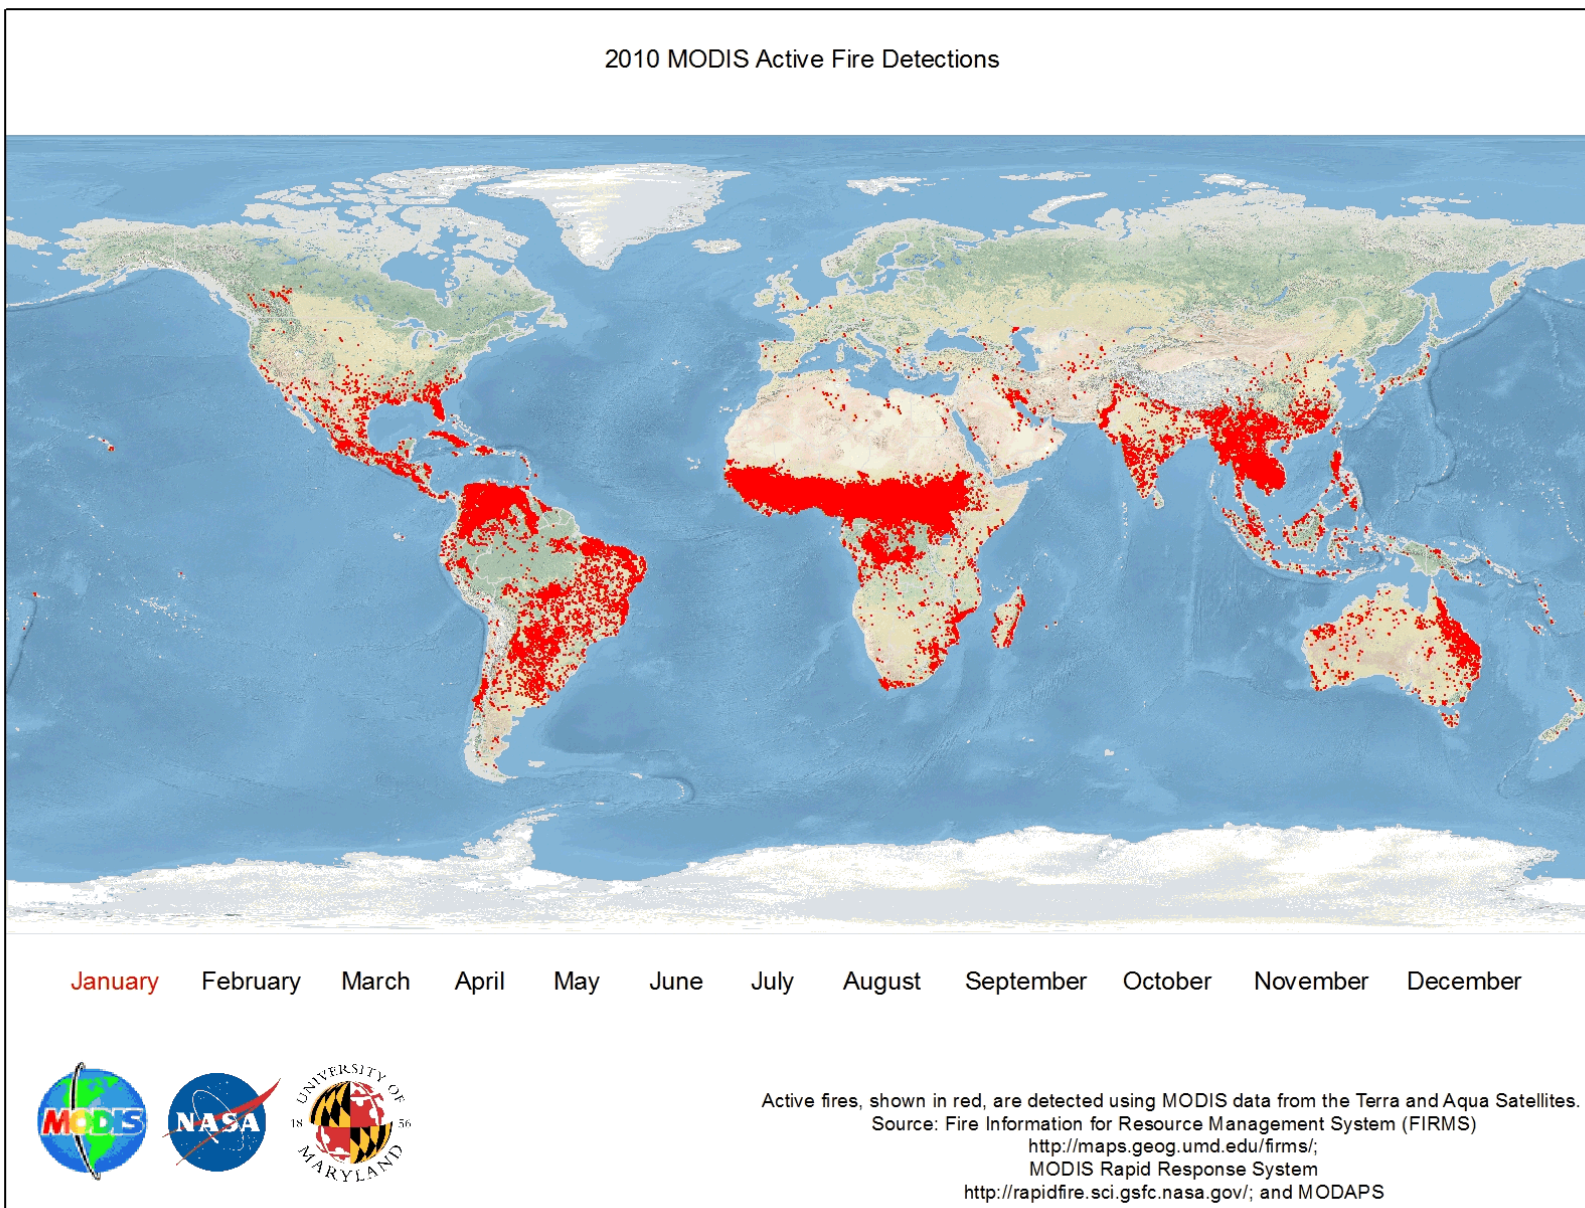 2010 MODIS Active Fire Detections
January February March April May June July August September October November December
MODIS
NASA
UNIVERSITY OF
18 56
MARYLAND
Active fires, shown in red, are detected using MODIS data from the Terra and Aqua Satellites.
Source: Fire Information for Resource Management System (FIRMS)
http://maps.geog.umd.edu/firms/;
MODIS Rapid Response System
http://rapidfire.sci.gsfc.nasa.gov/; and MODAPS